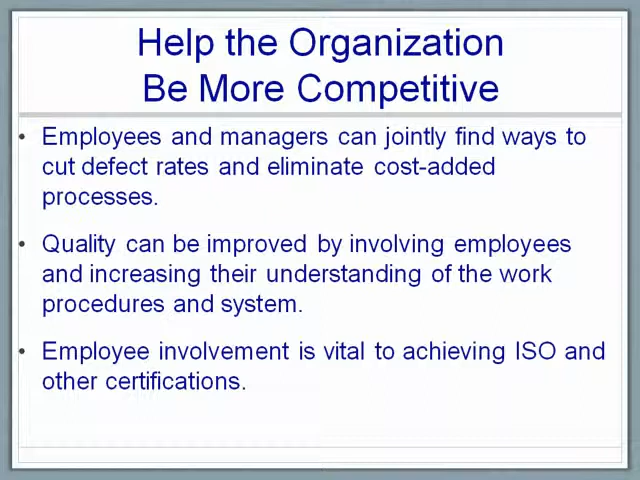 Help the Organization
Be More Competitive
• Employees and managers can jointly find ways to
cut defect rates and eliminate cost-added
processes.
• Quality can be improved by involving employees
and increasing their understanding of the work
procedures and system.
• Employee involvement is vital to achieving ISO and
other certifications.